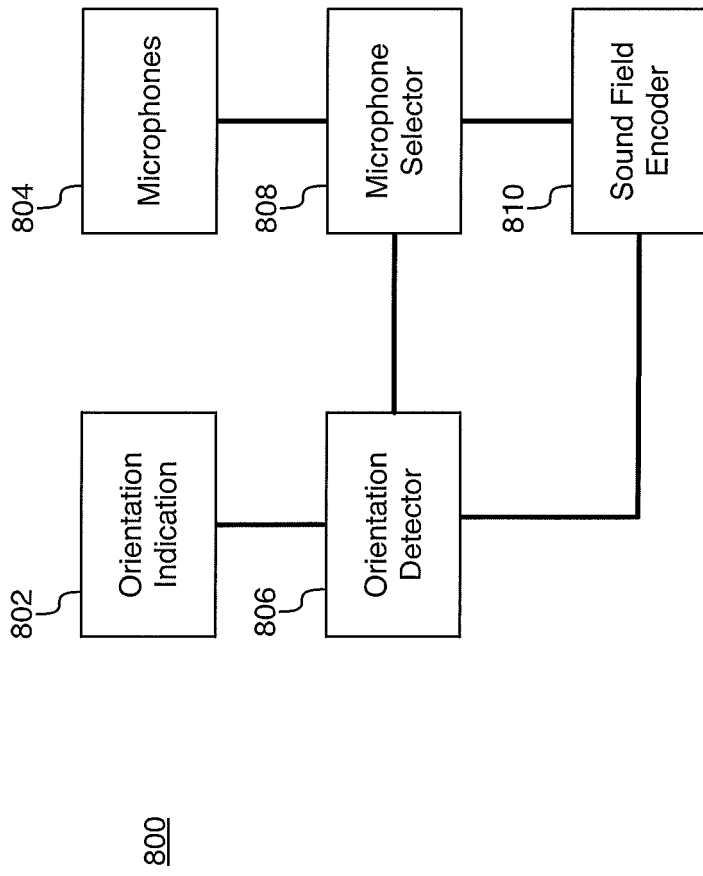 800
802
Orientation
Indication
804
Microphones
806
Orientation
Detector
808
Microphone
Selector
810
Sound Field
Encoder